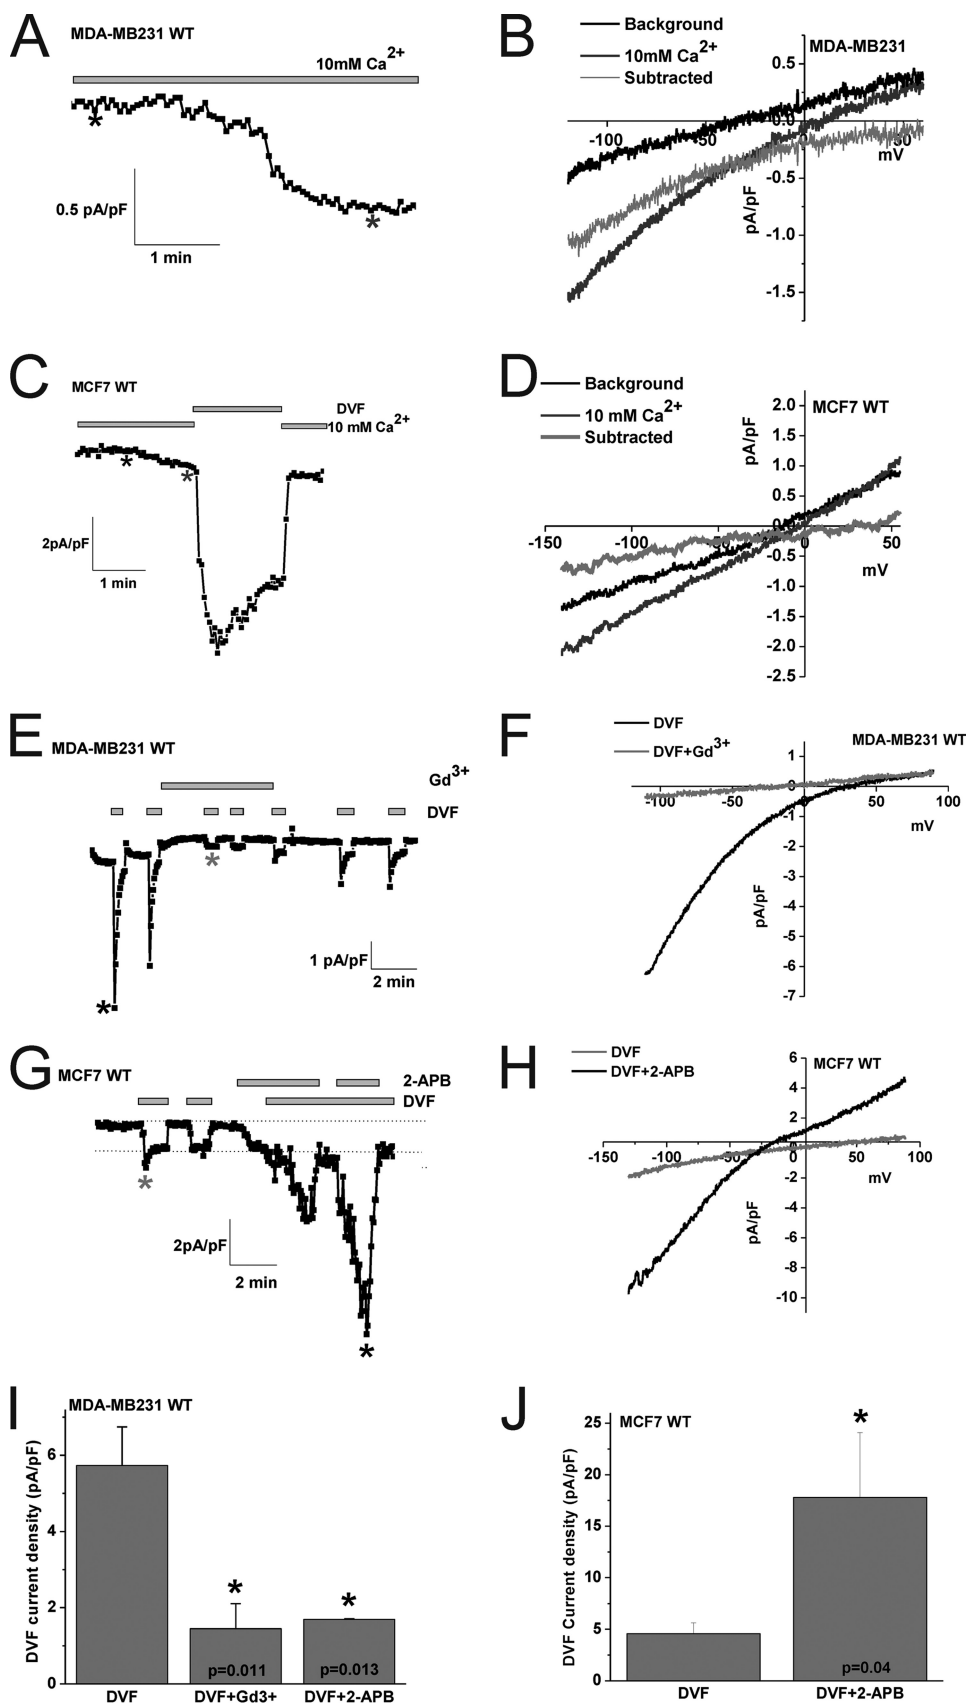 A
MDA-MB231 WT
10mM Ca2+
*
*
0.5 pA/pF
1 min
B
Background
10mM Ca2+
Subtracted
MDA-MB231
0.5
0.0
-100
-50
50
mV
-0.5
pA/pF
-1.0
-1.5
C
MCF7 WT
DVF
10 mM Ca2+
*
*
2pA/pF
1 min
D
Background
10 mM Ca2+
Subtracted
MCF7 WT
2.0
1.5
1.0
0.5
0.0
pA/pF
-150
-100
-50
0
50
mV
-0.5
-1.0
-1.5
-2.0
-2.5
E
MDA-MB231 WT
Gd3+
DVF
*
*
1 pA/pF
2 min
F
DVF
DVF+Gd3+
MDA-MB231 WT
1
-100
-50
0
50
100
mV
-1
-2
-3
-4
-5
-6
-7
pA/pF
G
MCF7 WT
2-APB
DVF
*
2pA/pF
2 min
*
H
DVF
DVF+2-APB
MCF7 WT
6
4
2
-150
-100
-50
0
50
100
mV
-2
-4
-6
-8
-10
pA/pF
I
MDA-MB231 WT
DVF current density (pA/pF)
6
4
2
0
*
*
p=0.011
p=0.013
DVF
DVF+Gd3+
DVF+2-APB
J
MCF7 WT
DVF Current density (pA/pF)
25
20
15
10
5
0
*
p=0.04
DVF
DVF+2-APB